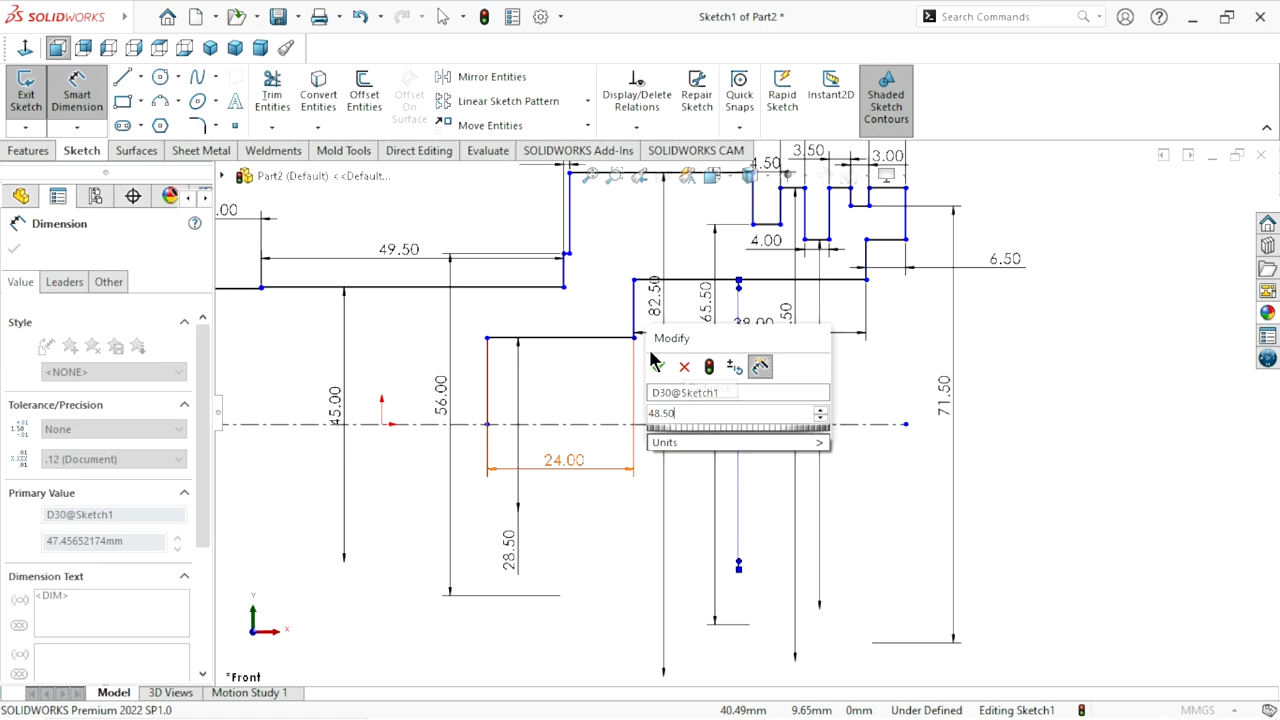 SOLIDWORKS
Sketch1 of Part2 *
Search Commands
Exit Sketch
Smart Dimension
Trim Entities
Convert Entities
Offset Entities
Offset On Surface
Mirror Entities
Linear Sketch Pattern
Move Entities
Display/Delete Relations
Repair Sketch
Quick Snaps
Rapid Sketch
Instant2D
Shaded Sketch Contours
Features
Sketch
Surfaces
Sheet Metal
Weldments
Mold Tools
Direct Editing
Evaluate
SOLIDWORKS Add-Ins
SOLIDWORKS CAM
Part2 (Default) <<Default...
Dimension
Value
Leaders
Other
Style
<NONE>
Tolerance/Precision
None
.12 (Document)
Primary Value
D30@Sketch1
47.45652174mm
Dimension Text
<DIM>
.00
49.50
4.50
3.50
3.00
4.00
6.50
82.50
65.50
.50
38.00
45.00
56.00
71.50
24.00
28.50
Modify
D30@Sketch1
48.50
Units >
Y
X
*Front
Model
3D Views
Motion Study 1
SOLIDWORKS Premium 2022 SP1.0
40.49mm
9.65mm
0mm
Under Defined
Editing Sketch1
MMGS